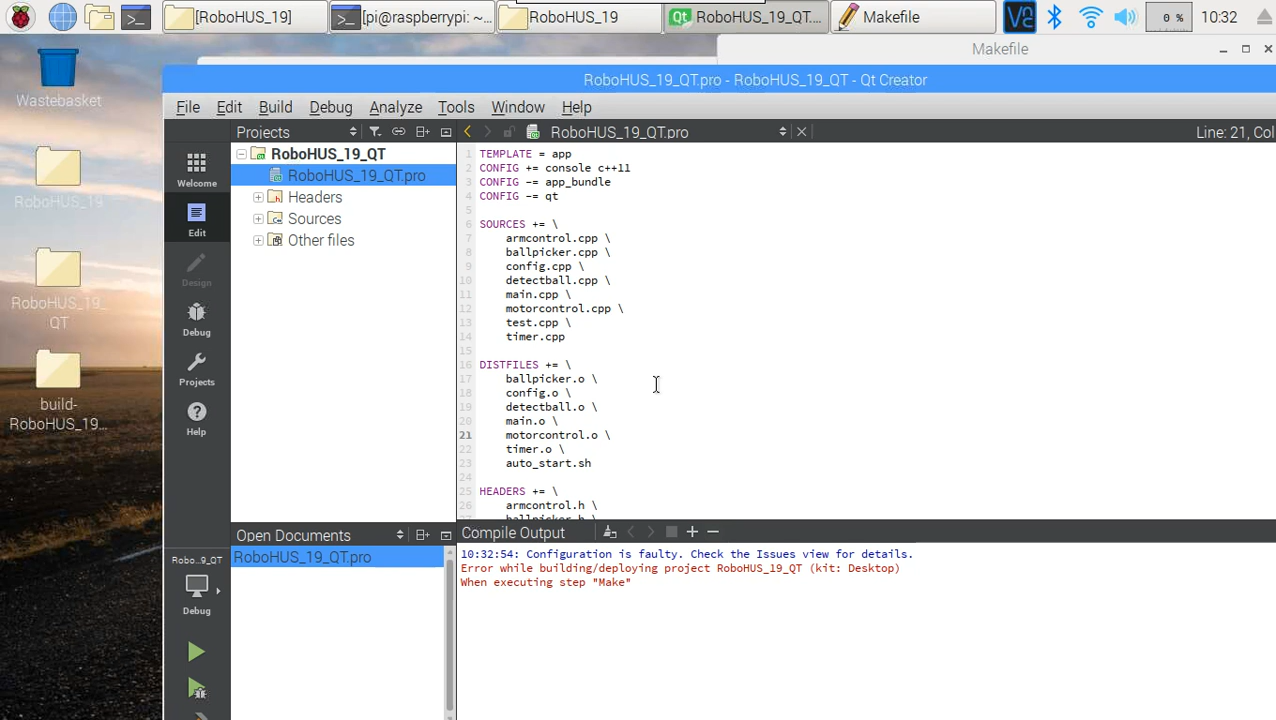 [RoboHUS_19]
[pi@raspberrypi: ~...
RoboHUS_19
Qt RoboHUS_19_QT....
Makefile
0 %
10:32
Makefile
RoboHUS_19_QT.pro - RoboHUS_19_QT - Qt Creator
File Edit Build Debug Analyze Tools Window Help
Wastebasket
RoboHUS_19
RoboHUS_19_
QT
build-
RoboHUS_19...
Welcome
Edit
Design
Debug
Projects
Help
Robo..9_QT
Debug
Projects
RoboHUS_19_QT
RoboHUS_19_QT.pro
Headers
Sources
Other files
Open Documents
RoboHUS_19_QT.pro
RoboHUS_19_QT.pro
Line: 21, Col
1 TEMPLATE = app
2 CONFIG += console c++11
3 CONFIG -= app_bundle
4 CONFIG -= qt
5
6 SOURCES += \
7 armcontrol.cpp \
8 ballpicker.cpp \
9 config.cpp \
10 detectball.cpp \
11 main.cpp \
12 motorcontrol.cpp \
13 test.cpp \
14 timer.cpp
15
16 DISTFILES += \
17 ballpicker.o \
18 config.o \
19 detectball.o \
20 main.o \
21 motorcontrol.o \
22 timer.o \
23 auto_start.sh
24
25 HEADERS += \
26 armcontrol.h \
27 ballpicker.h \
Compile Output
10:32:54: Configuration is faulty. Check the Issues view for details.
Error while building/deploying project RoboHUS_19_QT (kit: Desktop)
When executing step "Make"